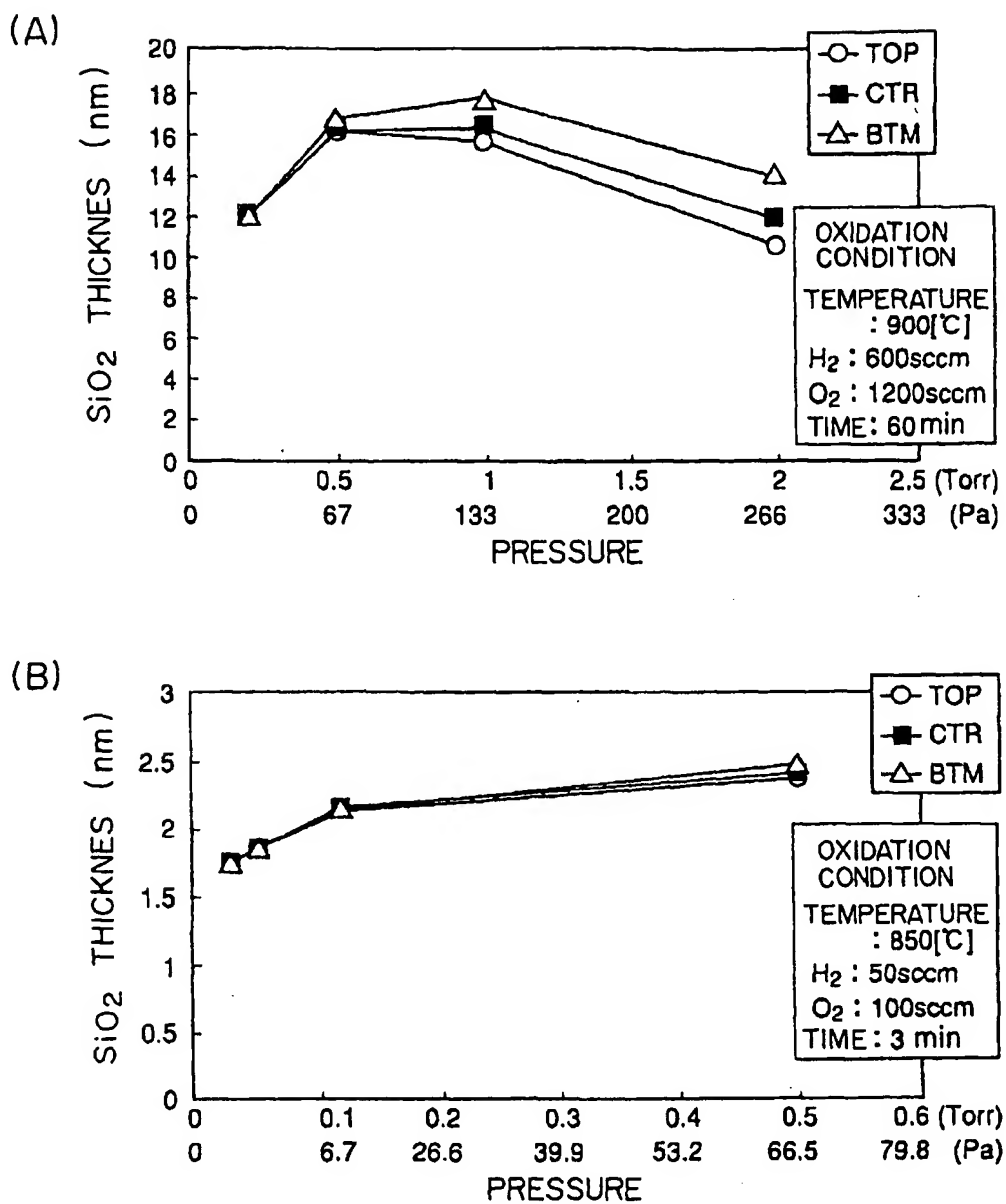 (A)
SiO2 THICKNES (nm)
20
18
16
14
12
10
8
6
4
2
0
TOP
CTR
BTM
OXIDATION
CONDITION
TEMPERATURE
: 900[℃]
H2 : 600sccm
O2 : 1200sccm
TIME : 60min
0 0.5 1 1.5 2 2.5 (Torr)
0 67 133 200 266 333 (Pa)
PRESSURE
(B)
SiO2 THICKNES (nm)
3
2.5
2
1.5
1
0.5
0
TOP
CTR
BTM
OXIDATION
CONDITION
TEMPERATURE
: 850[℃]
H2 : 50sccm
O2 : 100sccm
TIME : 3 min
0 0.1 0.2 0.3 0.4 0.5 0.6 (Torr)
0 6.7 26.6 39.9 53.2 66.5 79.8 (Pa)
PRESSURE